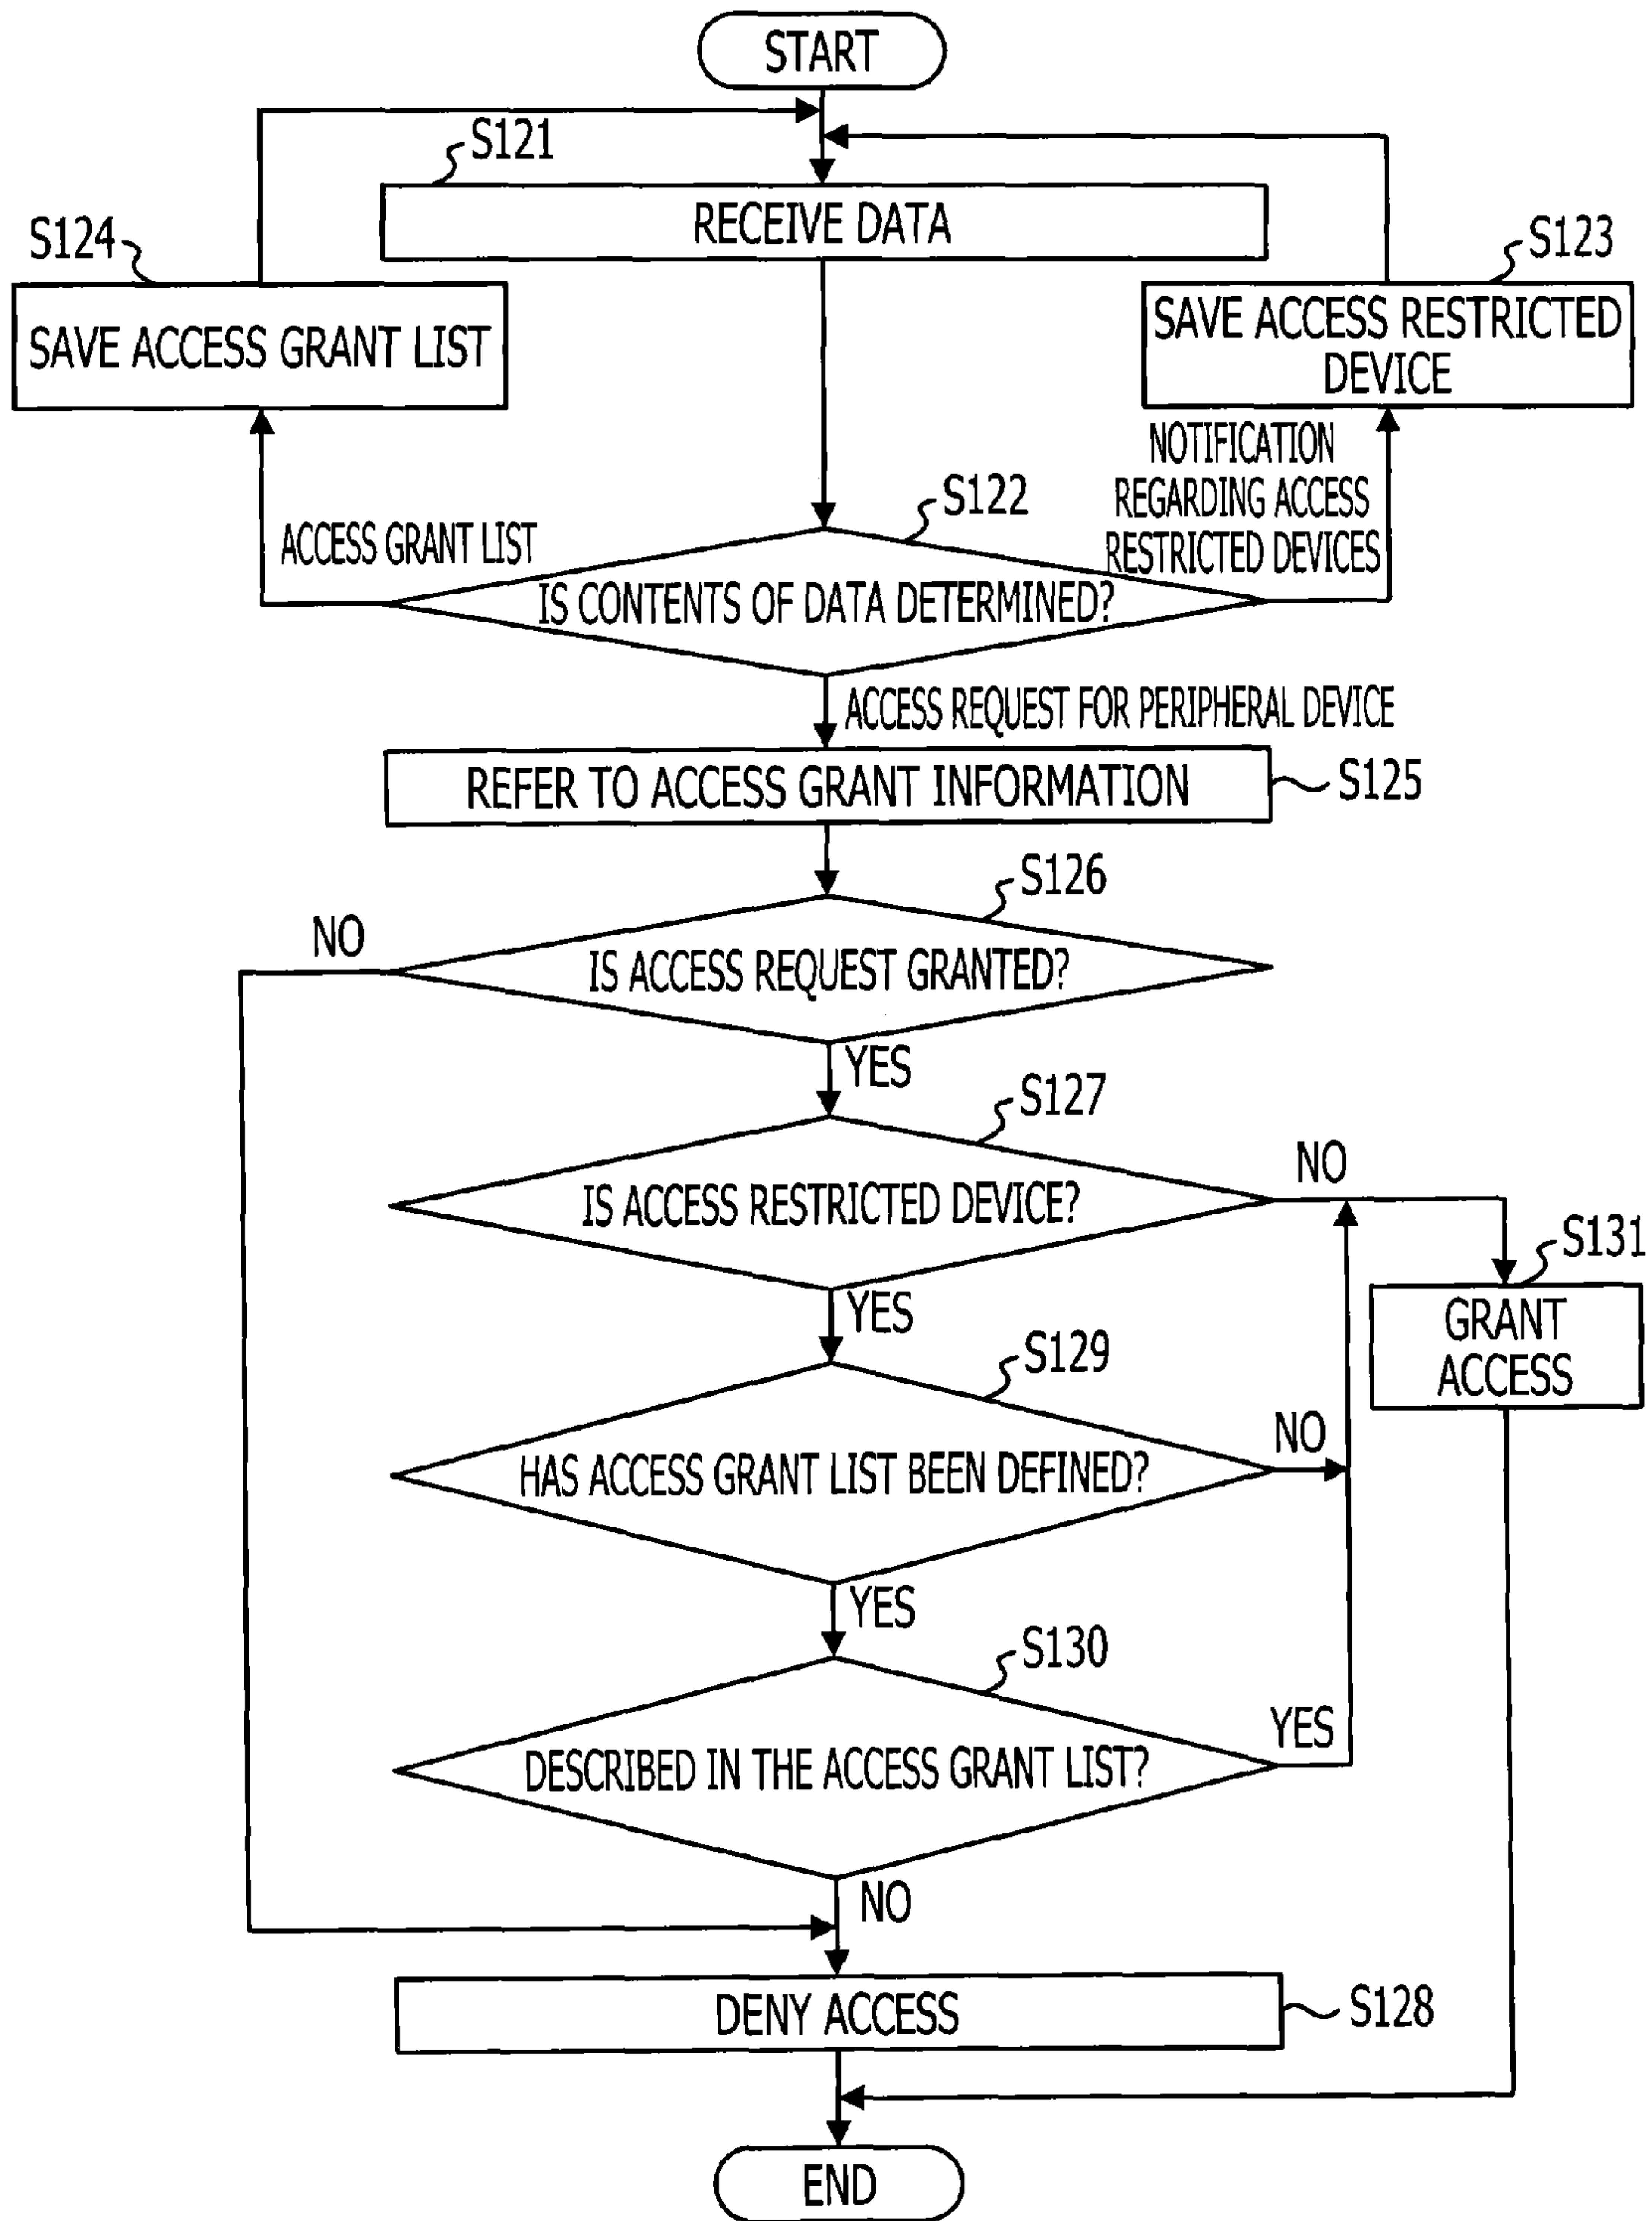 START
S121
RECEIVE DATA
S124
SAVE ACCESS GRANT LIST
S123
SAVE ACCESS RESTRICTED
DEVICE
NOTIFICATION
REGARDING ACCESS
RESTRICTED DEVICES
ACCESS GRANT LIST
S122
IS CONTENTS OF DATA DETERMINED?
ACCESS REQUEST FOR PERIPHERAL DEVICE
REFER TO ACCESS GRANT INFORMATION
S125
S126
NO
IS ACCESS REQUEST GRANTED?
YES
S127
NO
IS ACCESS RESTRICTED DEVICE?
S131
GRANT
ACCESS
YES
S129
NO
HAS ACCESS GRANT LIST BEEN DEFINED?
YES
S130
YES
DESCRIBED IN THE ACCESS GRANT LIST?
NO
DENY ACCESS
S128
END